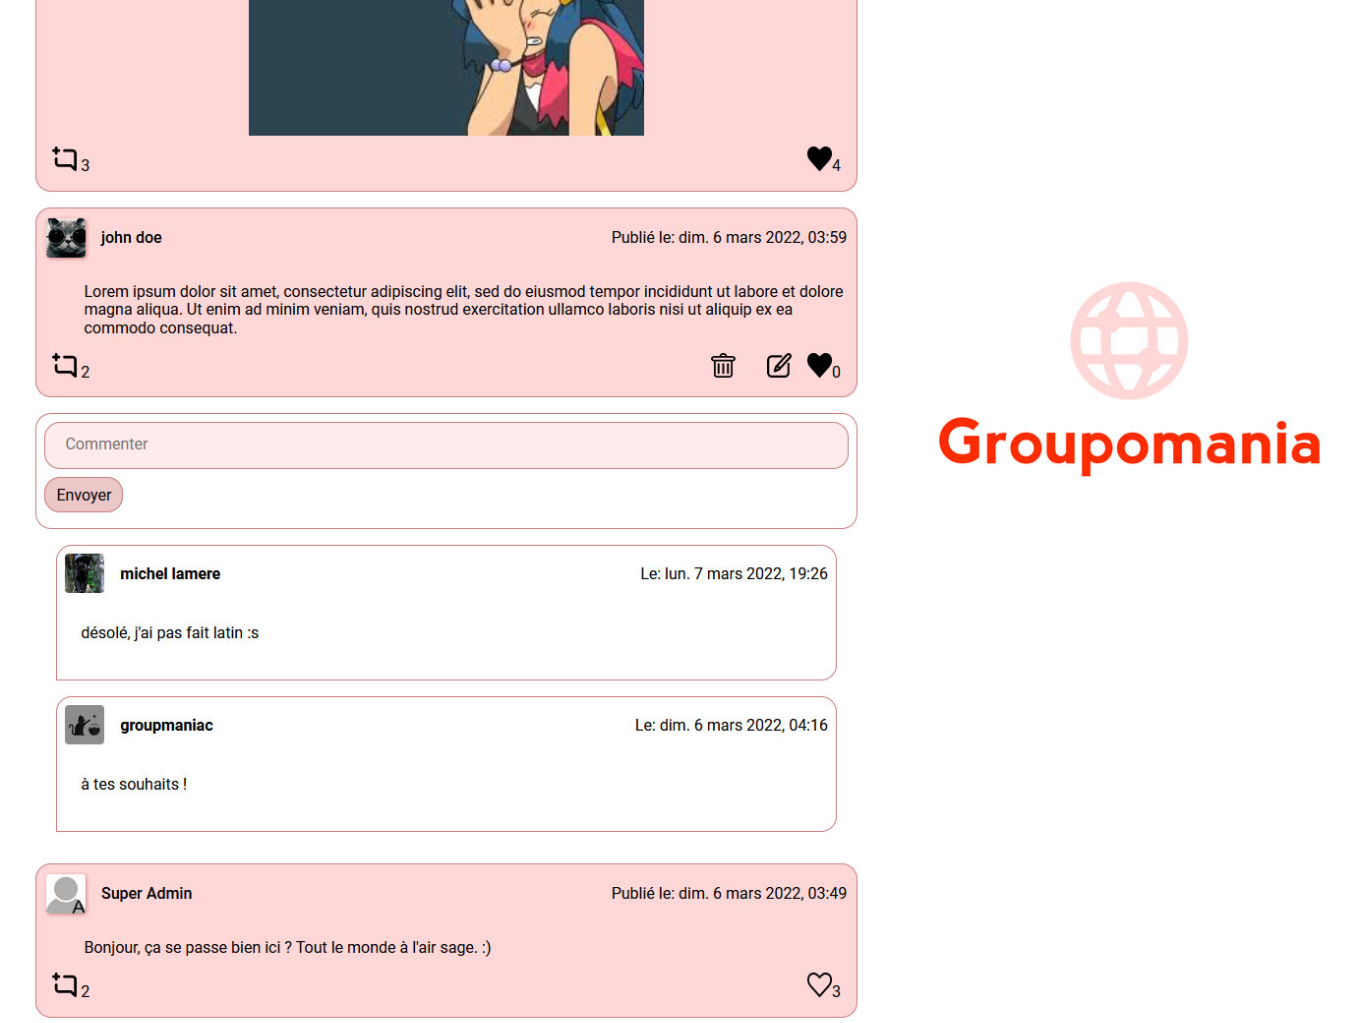 3
4
john doe
Publié le: dim. 6 mars 2022, 03:59
Lorem ipsum dolor sit amet, consectetur adipiscing elit, sed do eiusmod tempor incididunt ut labore et dolore
magna aliqua. Ut enim ad minim veniam, quis nostrud exercitation ullamco laboris nisi ut aliquip ex ea
commodo consequat.
2
0
Commenter
Envoyer
michel lamere
Le: lun. 7 mars 2022, 19:26
désolé, j'ai pas fait latin :s
groupmaniac
Le: dim. 6 mars 2022, 04:16
à tes souhaits !
A
Super Admin
Publié le: dim. 6 mars 2022, 03:49
Bonjour, ça se passe bien ici ? Tout le monde à l'air sage. :)
2
3
Groupomania